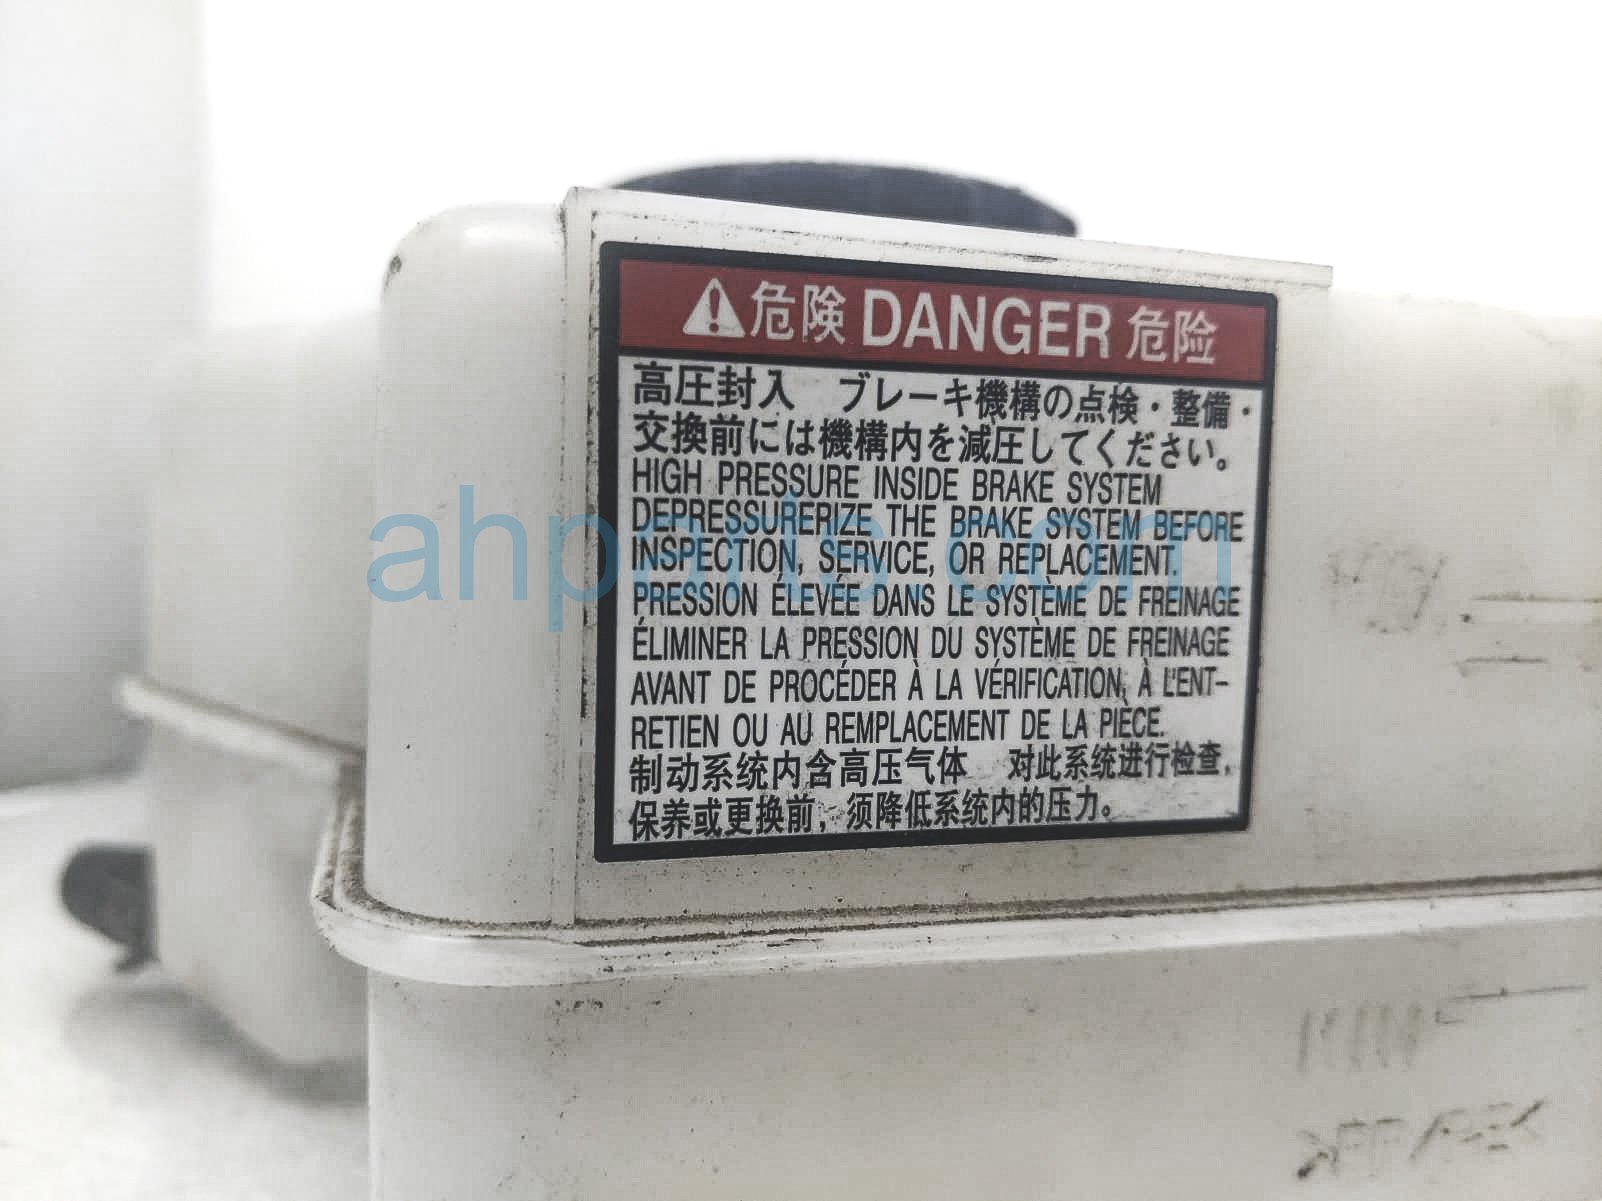 危険 DANGER 危险
高圧封入　ブレーキ機構の点検・整備・
交換前には機構内を減圧してください。
HIGH PRESSURE INSIDE BRAKE SYSTEM
DEPRESSURERIZE THE BRAKE SYSTEM BEFORE
INSPECTION, SERVICE, OR REPLACEMENT.
PRESSION ÉLEVÉE DANS LE SYSTÈME DE FREINAGE
ÉLIMINER LA PRESSION DU SYSTÈME DE FREINAGE
AVANT DE PROCÉDER À LA VÉRIFICATION, À L'ENT-
RETIEN OU AU REMPLACEMENT DE LA PIÈCE.
制动系统内含高压气体　对此系统进行检查,
保养或更换前，须降低系统内的压力。
ahparts.com
MIN